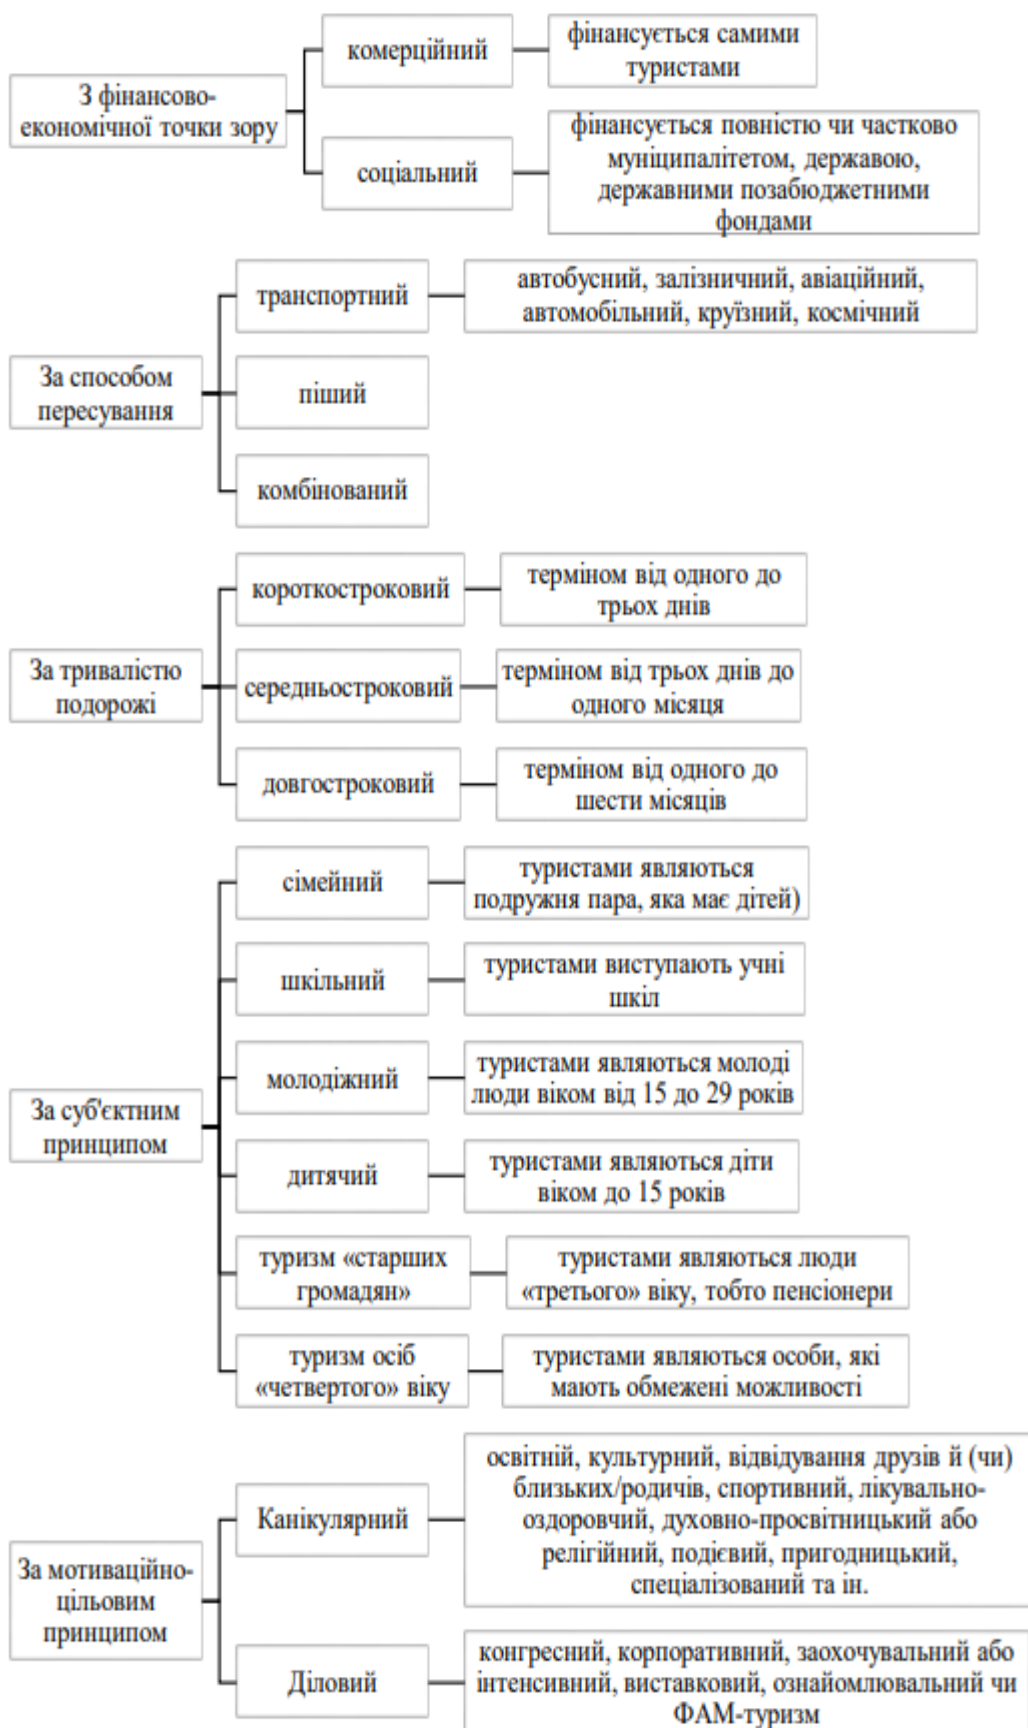 З фінансово-
економічної точки зору
комерційний
фінансується самими
туристами
соціальний
фінансується повністю чи частково
муніципалітетом, державою,
державними позабюджетними
фондами
За способом
пересування
транспортний
автобусний, залізничний, авіаційний,
автомобільний, круїзний, космічний
піший
комбінований
За тривалістю
подорожі
короткостроковий
терміном від одного до
трьох днів
середньостроковий
терміном від трьох днів до
одного місяця
довгостроковий
терміном від одного до
шести місяців
За суб'єктним
принципом
сімейний
туристами являються
подружня пара, яка має дітей)
шкільний
туристами виступають учні
шкіл
молодіжний
туристами являються молоді
люди віком від 15 до 29 років
дитячий
туристами являються діти
віком до 15 років
туризм «старших
громадян»
туристами являються люди
«третього» віку, тобто пенсіонери
туризм осіб
«четвертого» віку
туристами являються особи, які
мають обмежені можливості
За мотиваційно-
цільовим
принципом
Канікулярний
освітній, культурний, відвідування друзів й (чи)
близьких/родичів, спортивний, лікувально-
оздоровчий, духовно-просвітницький або
релігійний, подієвий, пригодницький,
спеціалізований та ін.
Діловий
конгресний, корпоративний, заохочувальний або
інтенсивний, виставковий, ознайомлювальний чи
ФАМ-туризм